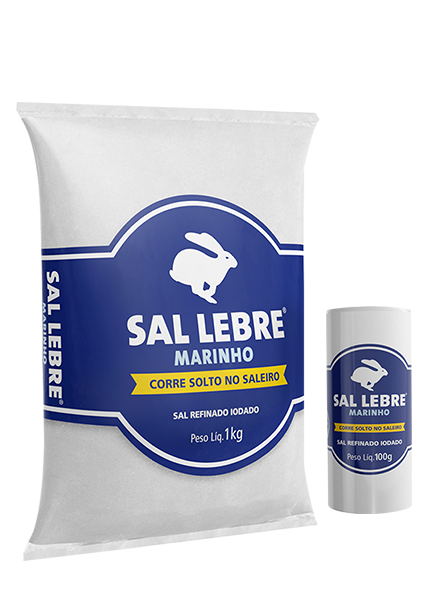 SAL LEBRE®
MARINHO
SAL LEBRE®
MARINHO
CORRE SOLTO NO SALEIRO
SAL REFINADO IODADO
Peso Líq. 1kg
SAL LEBRE®
MARINHO
CORRE SOLTO NO SALEIRO
SAL REFINADO IODADO
Peso Líq. 100g